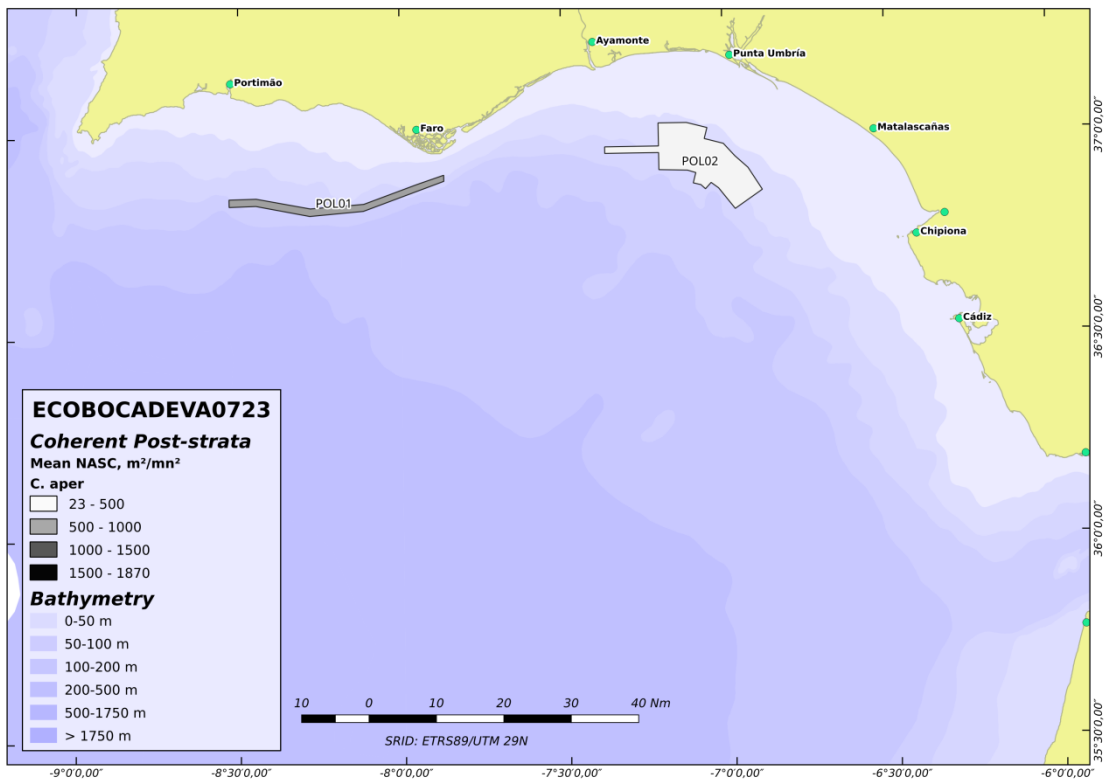 Ayamonte
Punta Umbría
Portimão
Faro
Matalascañas
POL02
POL01
Chipiona
Cádiz
37°0'0,00"
36°30'0,00"
36°0'0,00"
35°30'0,00"
ECOBOCADEVA0723
Coherent Post-strata
Mean NASC, m²/mn²
C. aper
23 - 500
500 - 1000
1000 - 1500
1500 - 1870
Bathymetry
0-50 m
50-100 m
100-200 m
200-500 m
500-1750 m
> 1750 m
10 0 10 20 30 40 Nm
SRID: ETRS89/UTM 29N
-9°0'0,00" -8°30'0,00" -8°0'0,00" -7°30'0,00" -7°0'0,00" -6°30'0,00" -6°0'0,00"